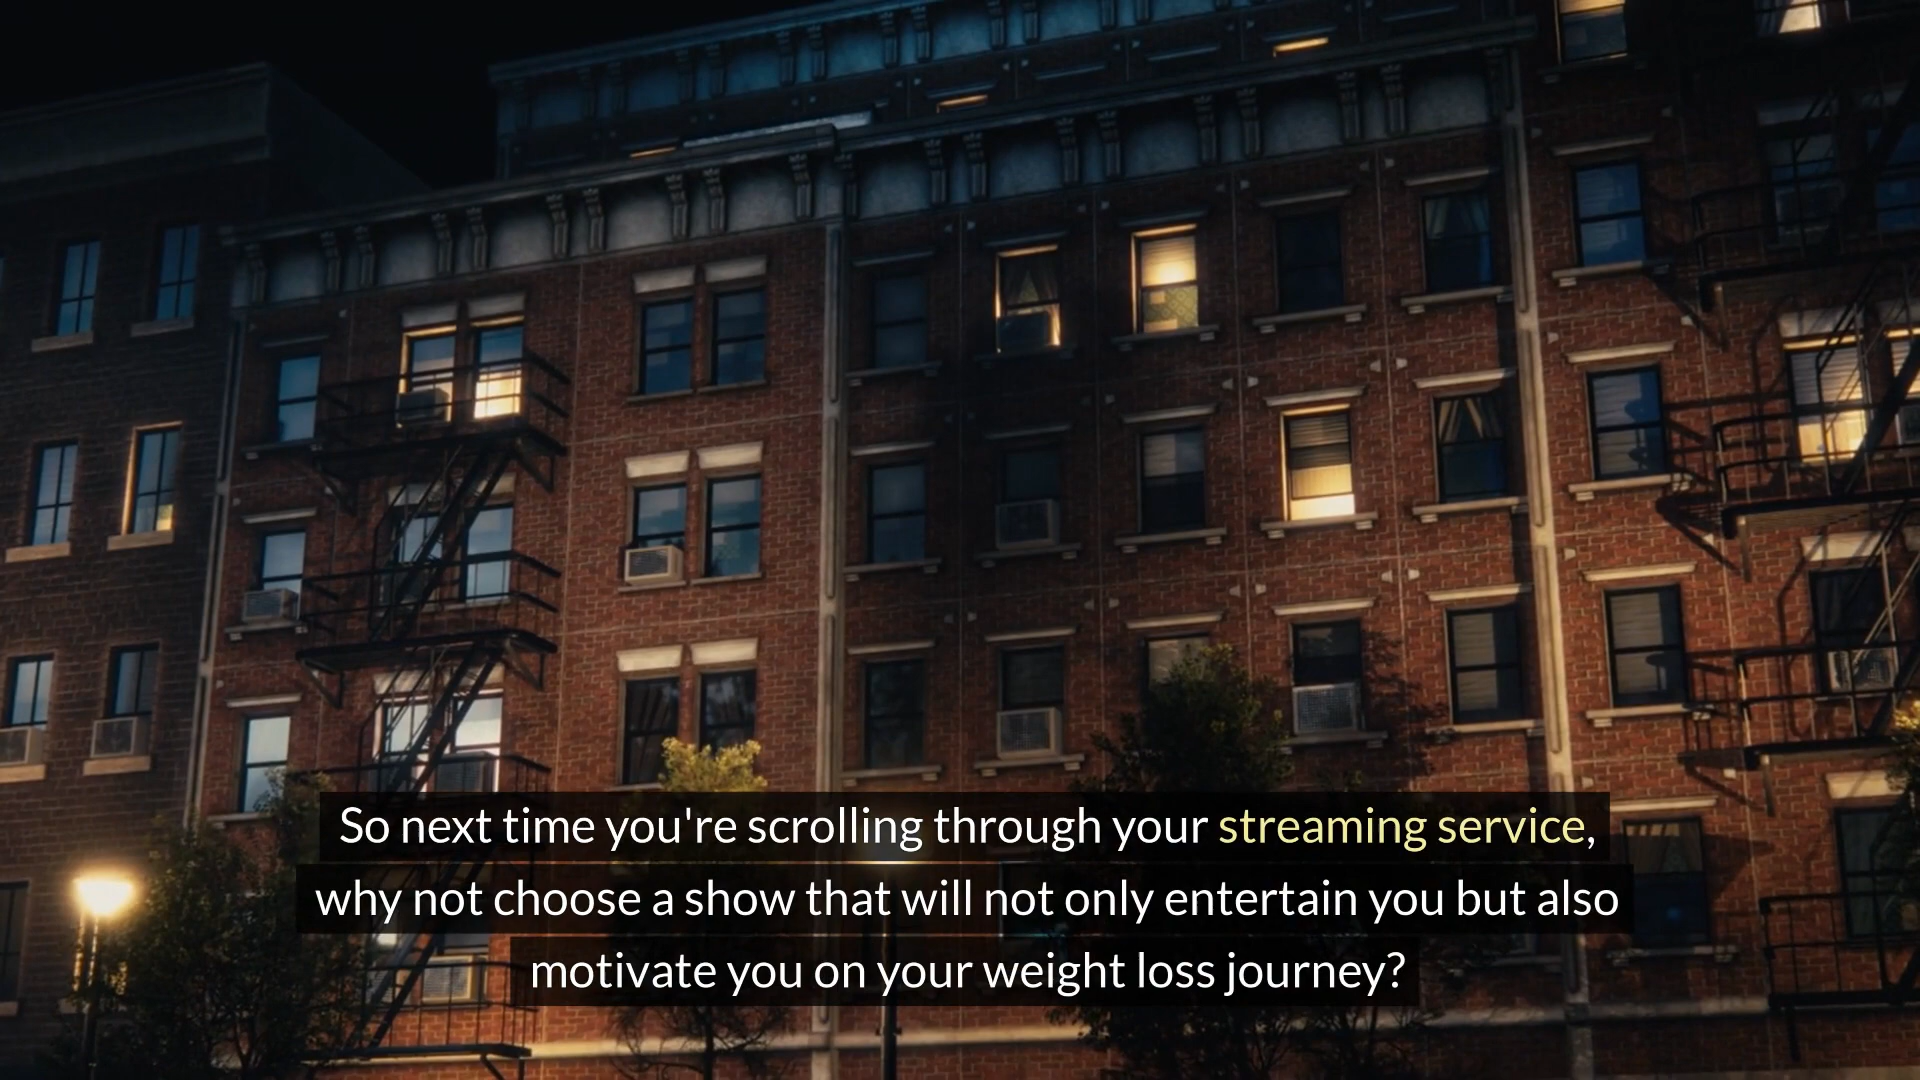 So next time you're scrolling through your streaming service,
why not choose a show that will not only entertain you but also
motivate you on your weight loss journey?